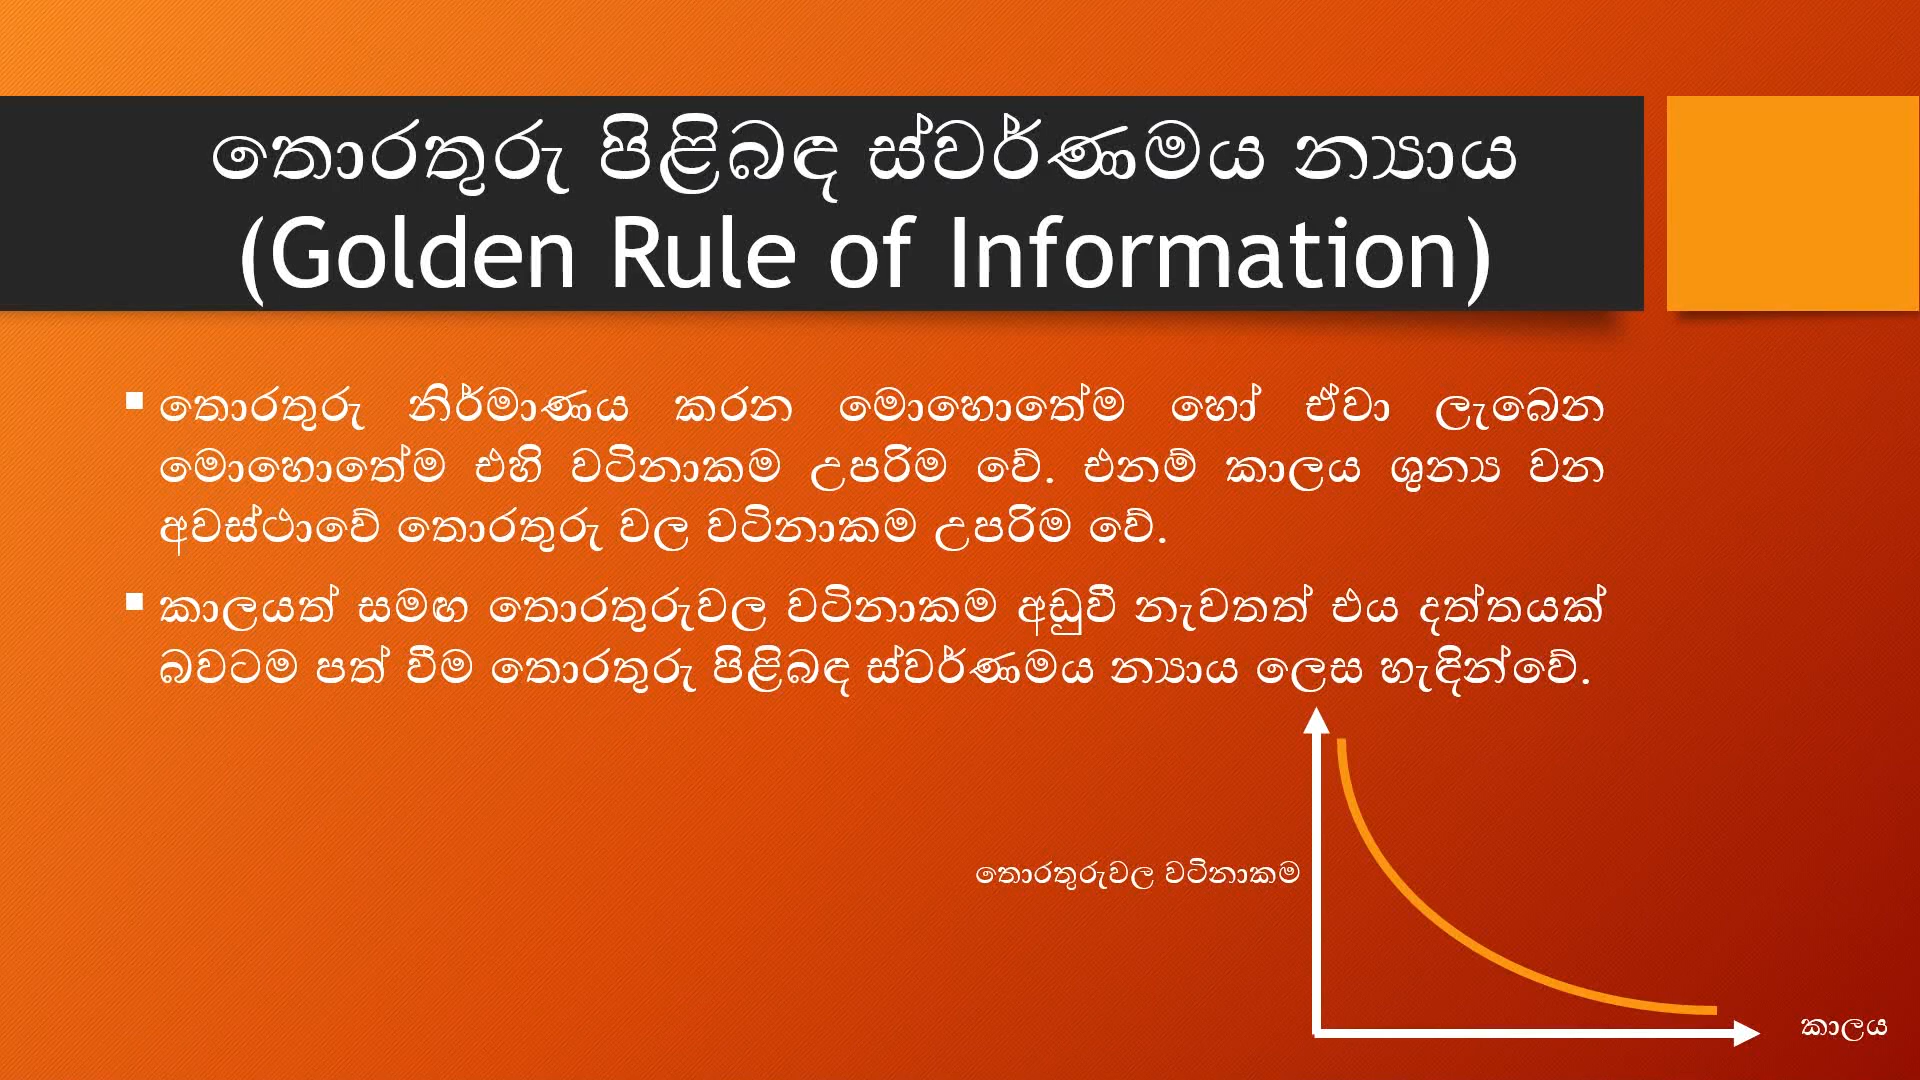 තොරතුරු පිළිබඳ ස්වර්ණමය න්‍යාය
(Golden Rule of Information)
▪ තොරතුරු නිර්මාණය කරන මොහොතේම හෝ ඒවා ලැබෙන
මොහොතේම එහි වටිනාකම උපරිම වේ. එනම් කාලය ශුන්‍ය වන
අවස්ථාවේ තොරතුරු වල වටිනාකම උපරිම වේ.
▪ කාලයත් සමඟ තොරතුරුවල වටිනාකම අඩුවී නැවතත් එය දත්තයක්
බවටම පත් වීම තොරතුරු පිළිබඳ ස්වර්ණමය න්‍යාය ලෙස හැඳින්වේ.
තොරතුරුවල වටිනාකම
කාලය